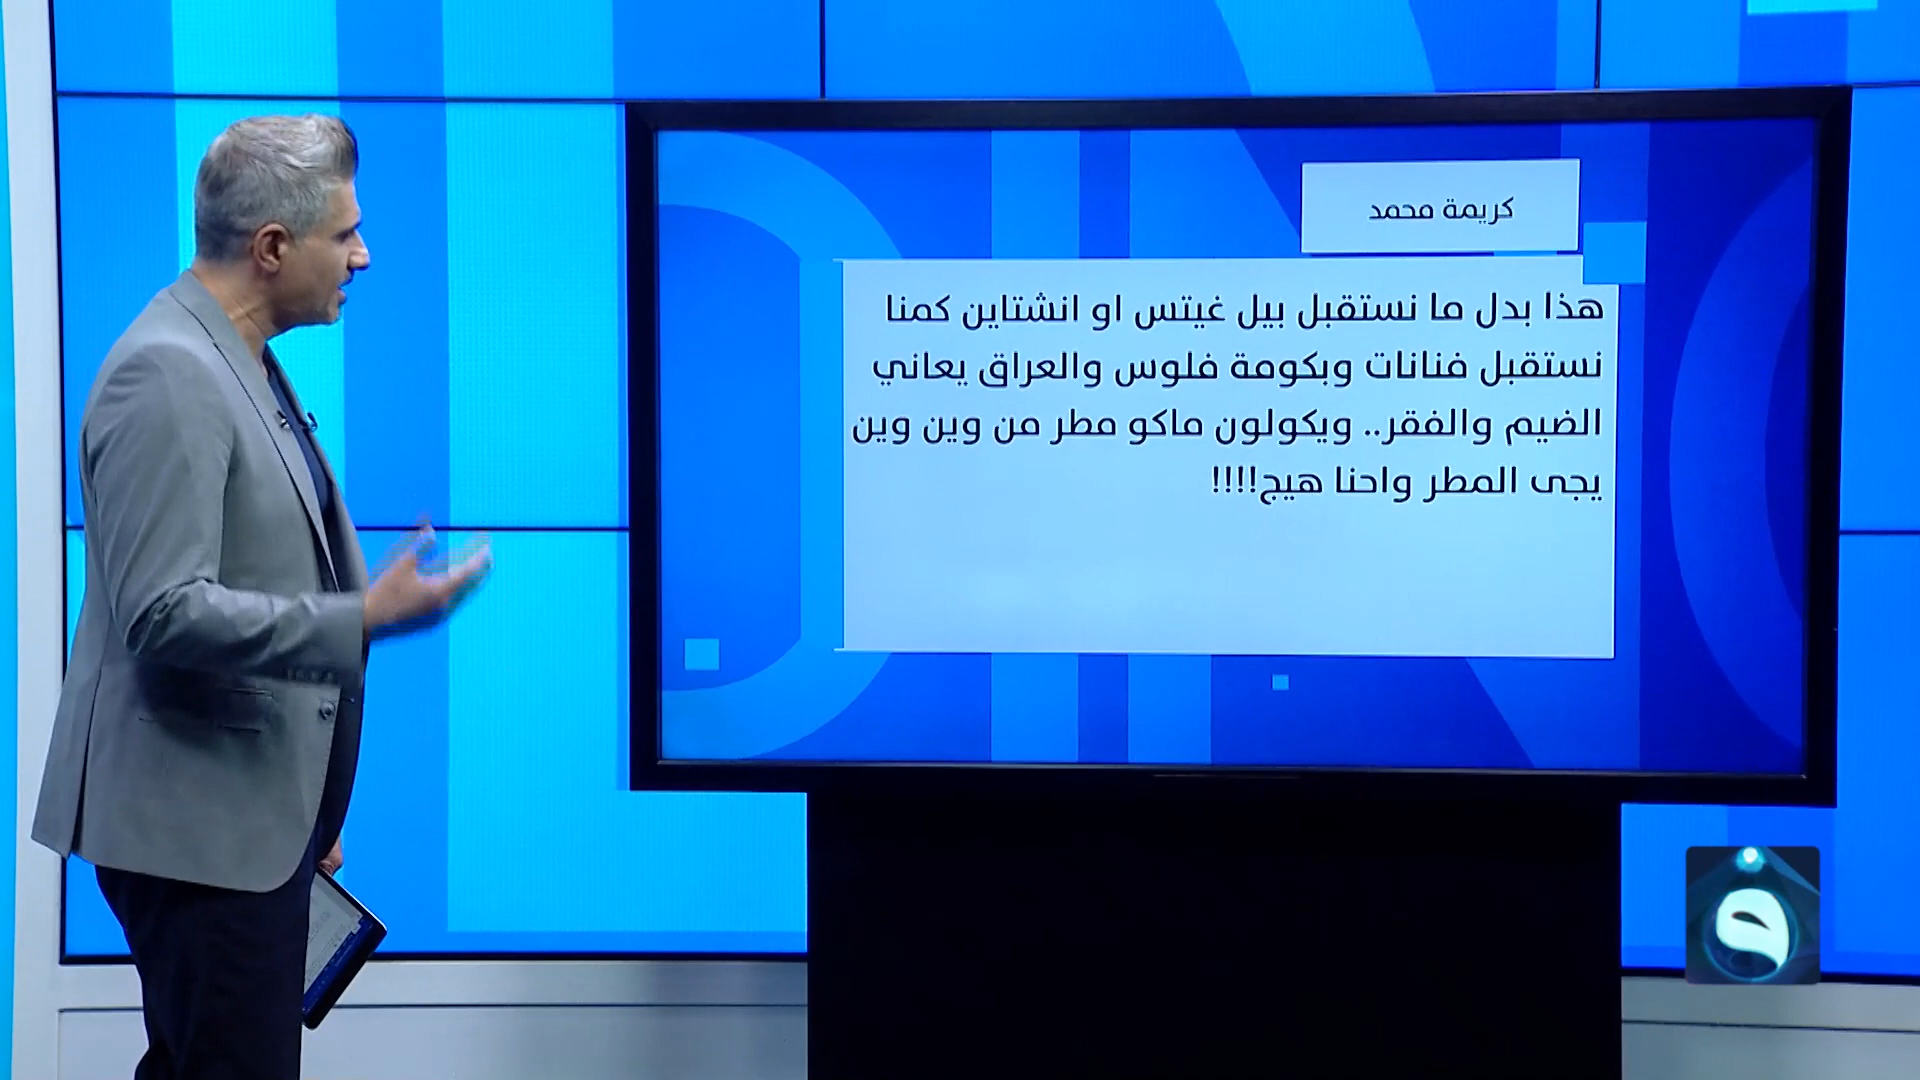 كريمة محمد
هذا بدل ما نستقبل بيل غيتس او انشتاين كمنا
نستقبل فنانات وبكومة فلوس والعراق يعاني
الضيم والفقر.. ويكولون ماكو مطر من وين وين
يجى المطر واحنا هيج!!!!